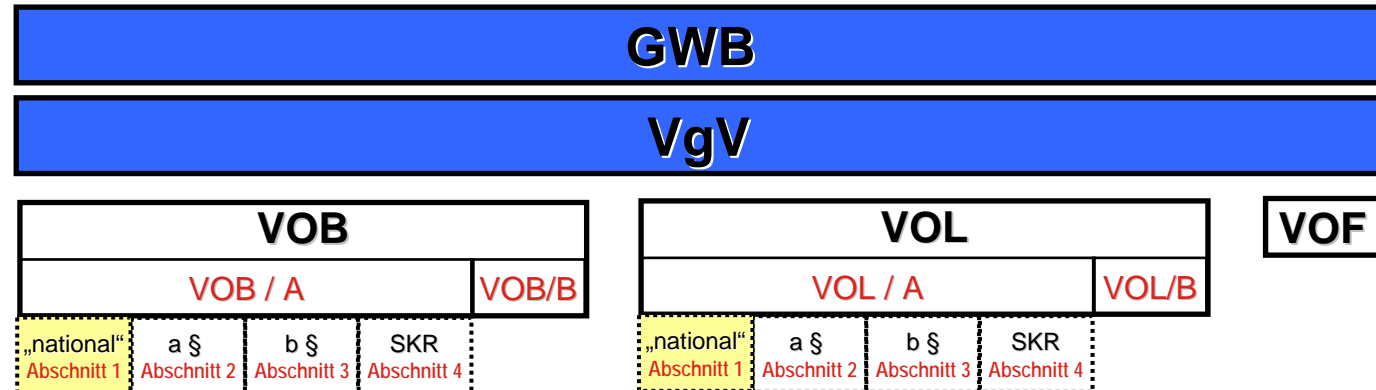 GWB
VgV
VOB VOL VOF
VOB / A VOB/B VOL / A VOL/B
„national“ a § b § SKR „national“ a § b § SKR
Abschnitt 1 Abschnitt 2 Abschnitt 3 Abschnitt 4 Abschnitt 1 Abschnitt 2 Abschnitt 3 Abschnitt 4